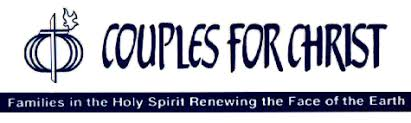 COUPLES FOR CHRIST
Families in the Holy Spirit Renewing the Face of the Earth